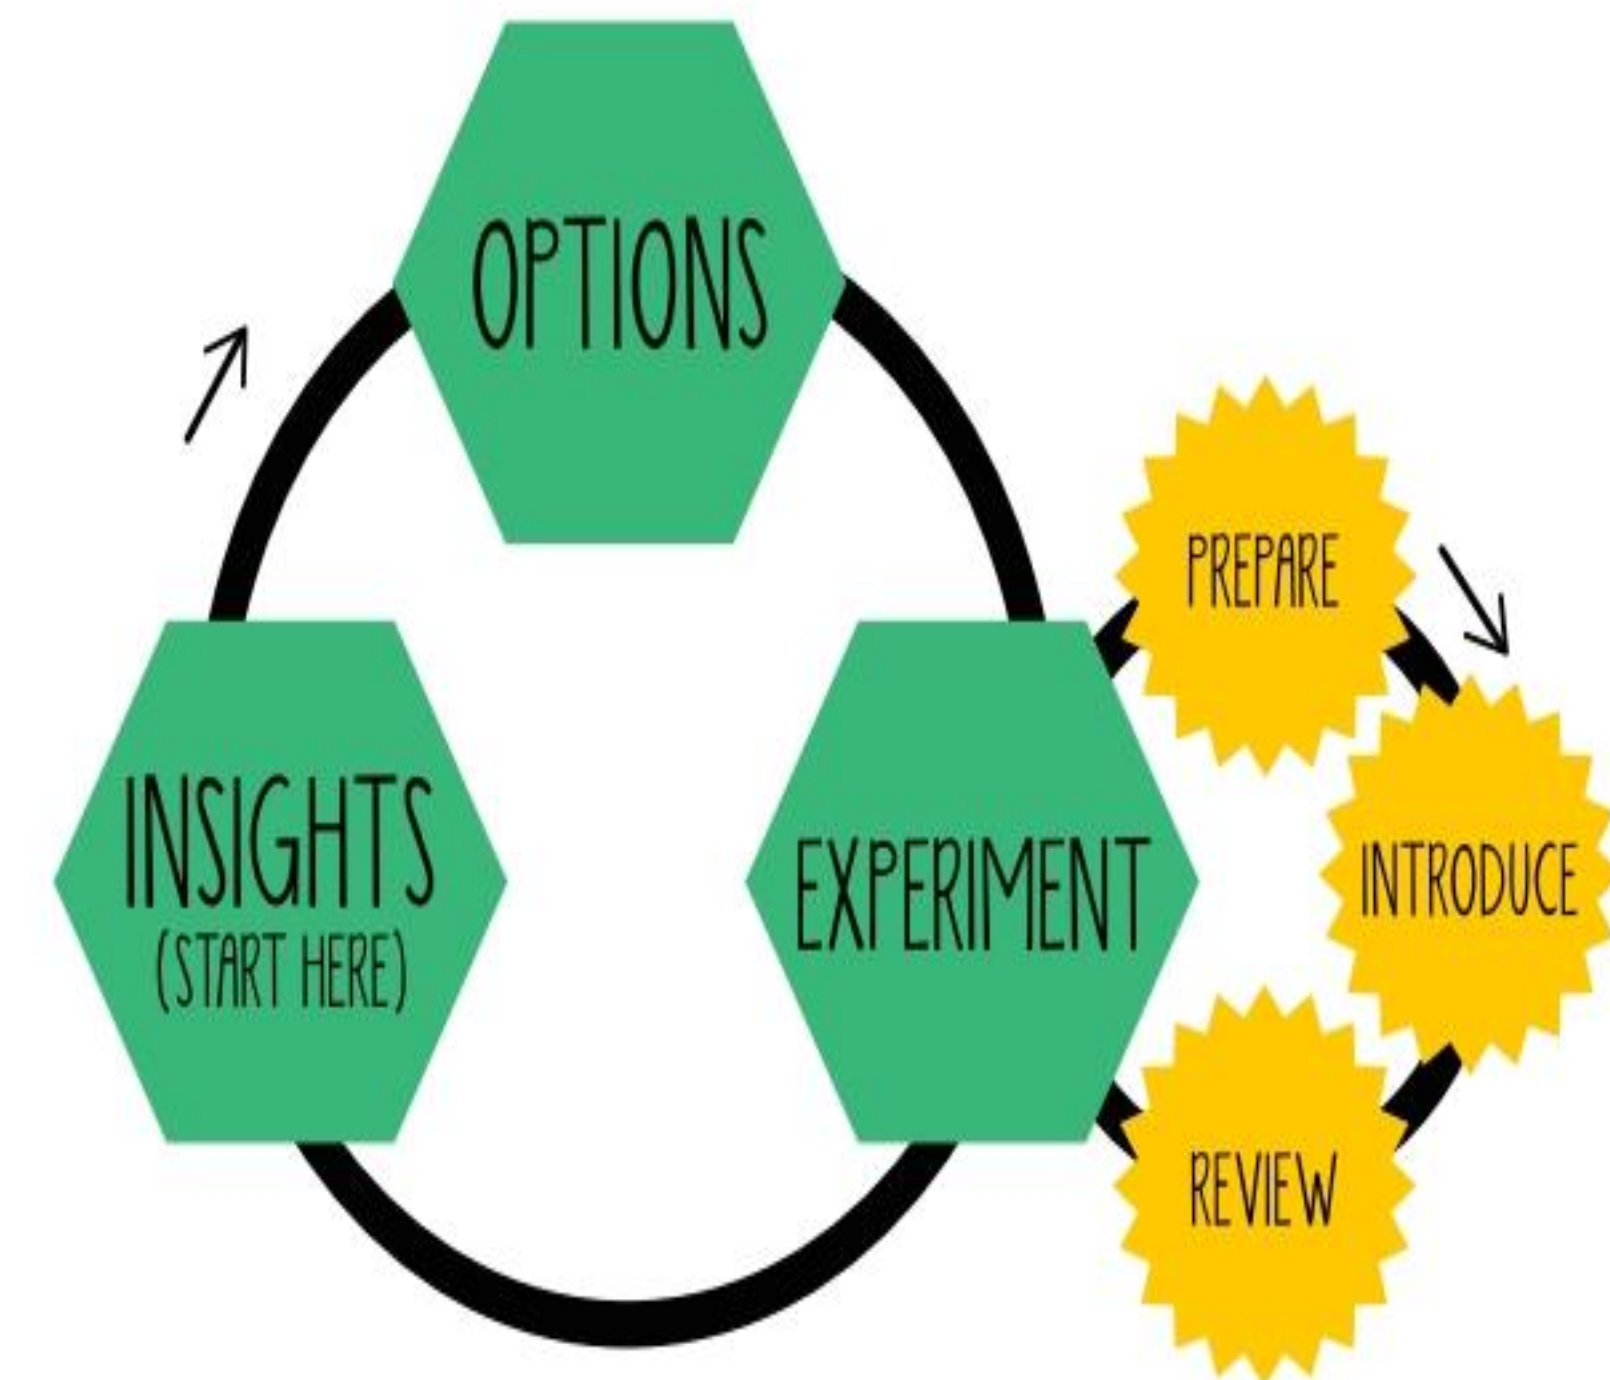 OPTIONS
PREPARE
INSIGHTS
(START HERE)
EXPERIMENT
INTRODUCE
REVIEW